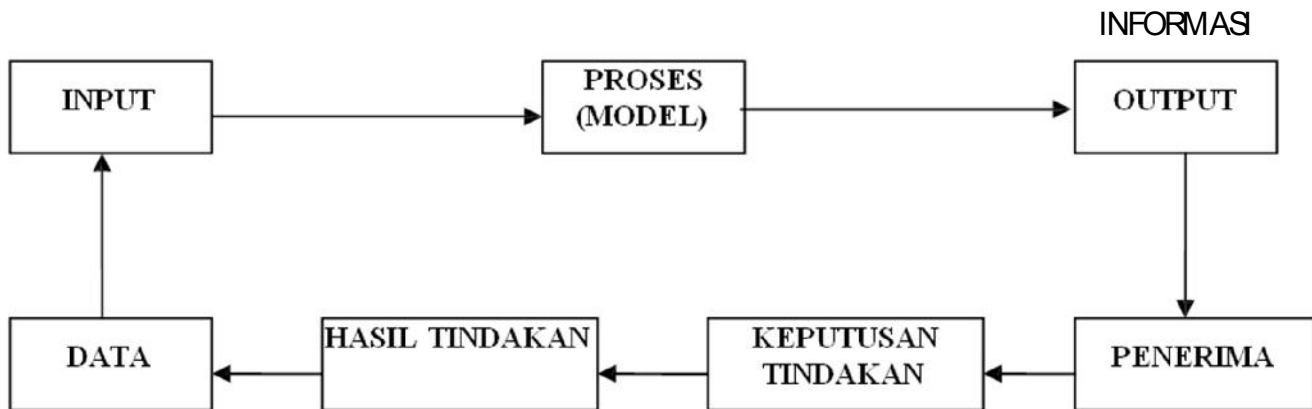 INFORMASI
INPUT
PROSES
(MODEL)
OUTPUT
DATA
HASIL TINDAKAN
KEPUTUSAN
TINDAKAN
PENERIMA